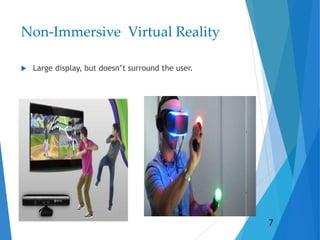 Non-Immersive Virtual Reality
Large display, but doesn't surround the user.
7